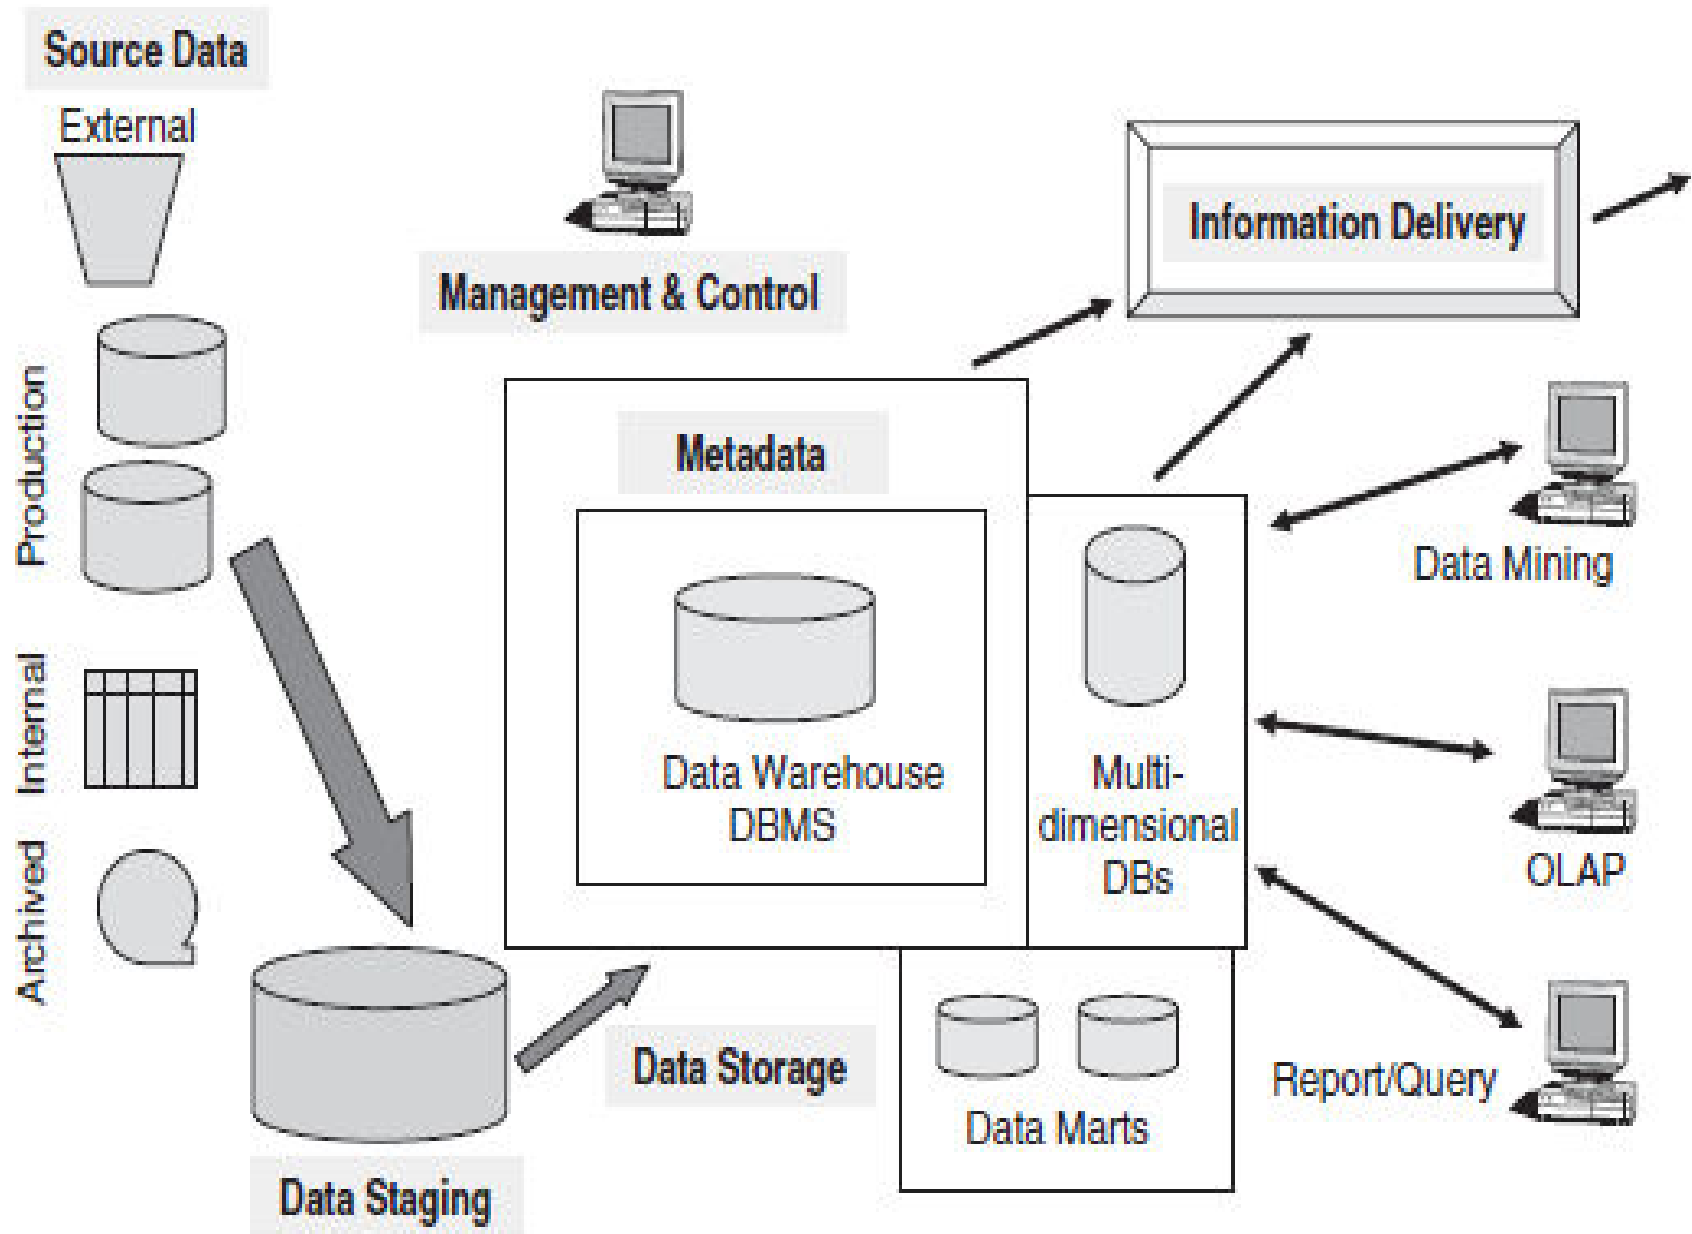 Source Data
External
Production
Internal
Archived
Management & Control
Information Delivery
Metadata
Data Warehouse
DBMS
Multi-
dimensional
DBs
Data Mining
OLAP
Report/Query
Data Storage
Data Marts
Data Staging